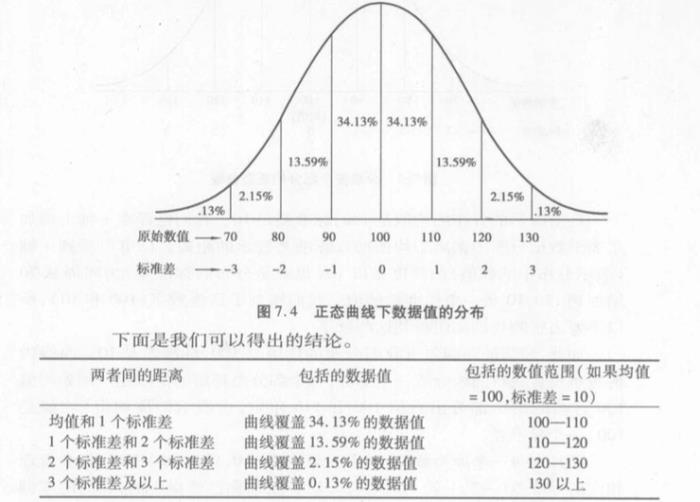 34.13% 34.13%
13.59% 13.59%
2.15% 2.15%
.13% .13%
原始数值 70 80 90 100 110 120 130
标准差 -3 -2 -1 0 1 2 3
图7.4 正态曲线下数据值的分布
下面是我们可以得出的结论。
两者间的距离 包括的数据值 包括的数值范围(如果均值
=100,标准差=10)
均值和1个标准差 曲线覆盖34.13%的数据值 100—110
1个标准差和2个标准差 曲线覆盖13.59%的数据值 110—120
2个标准差和3个标准差 曲线覆盖2.15%的数据值 120—130
3个标准差及以上 曲线覆盖0.13%的数据值 130以上